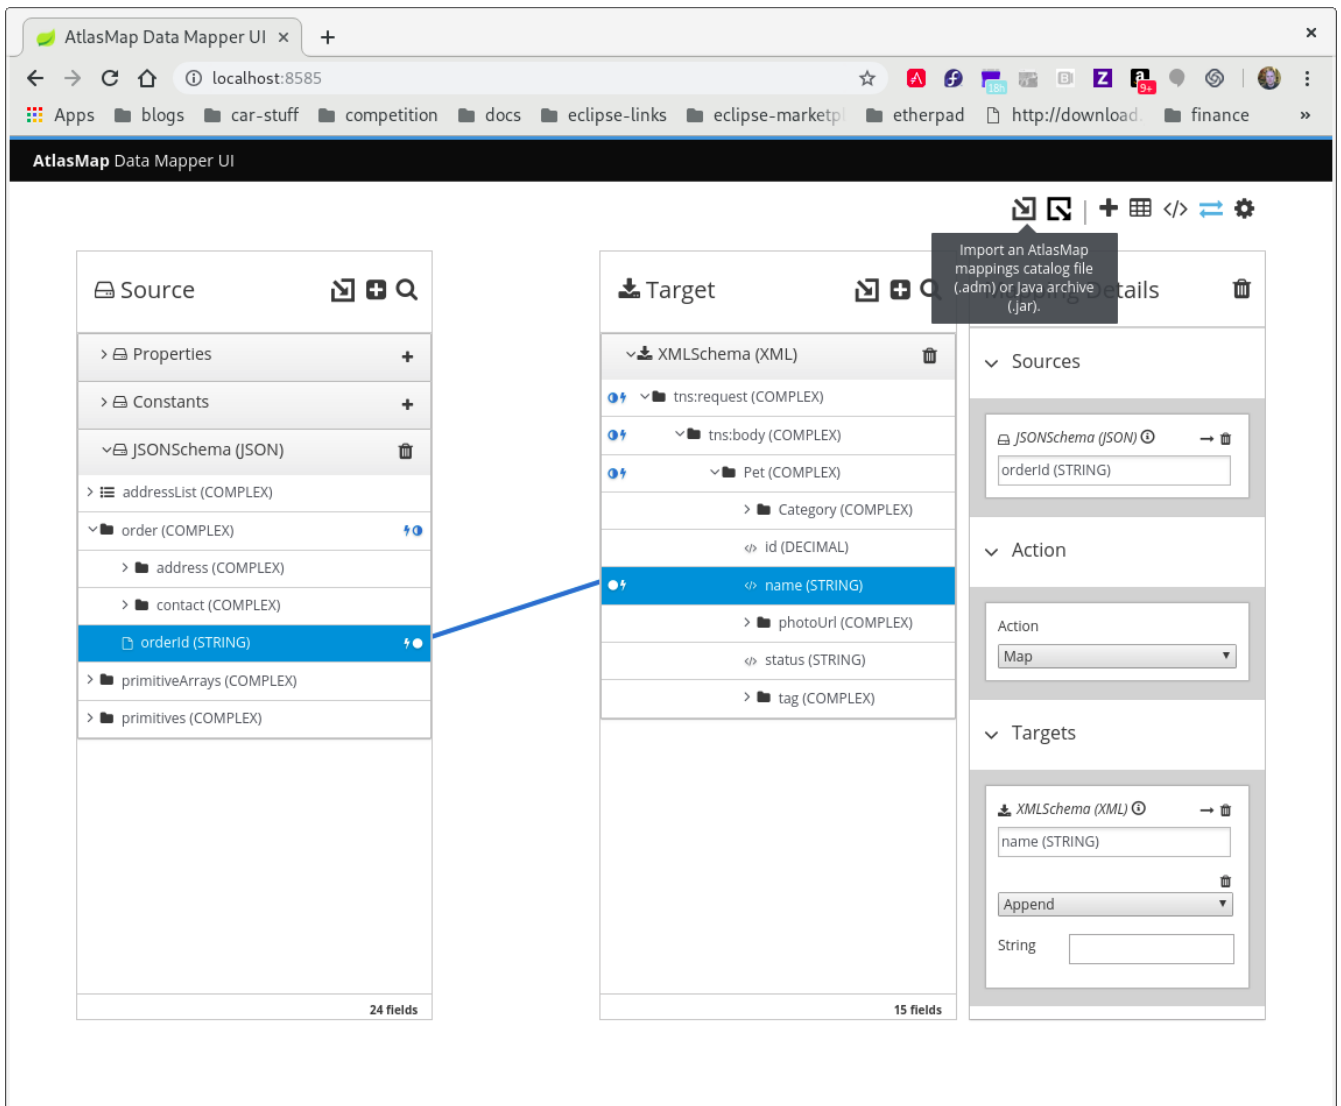 AtlasMap Data Mapper UI
localhost:8585
18h
Z
a
9+
Apps blogs car-stuff competition docs eclipse-links eclipse-marketpl etherpad http://download. finance »
AtlasMap Data Mapper UI
Import an AtlasMap
mappings catalog file
(.adm) or Java archive
(.jar).
Source
Target
Details
Properties
Constants
JSONSchema (JSON)
addressList (COMPLEX)
order (COMPLEX)
address (COMPLEX)
contact (COMPLEX)
orderId (STRING)
primitiveArrays (COMPLEX)
primitives (COMPLEX)
24 fields
XMLSchema (XML)
tns:request (COMPLEX)
tns:body (COMPLEX)
Pet (COMPLEX)
Category (COMPLEX)
id (DECIMAL)
name (STRING)
photoUrl (COMPLEX)
status (STRING)
tag (COMPLEX)
15 fields
Sources
JSONSchema (JSON)
orderId (STRING)
Action
Action
Map
Targets
XMLSchema (XML)
name (STRING)
Append
String